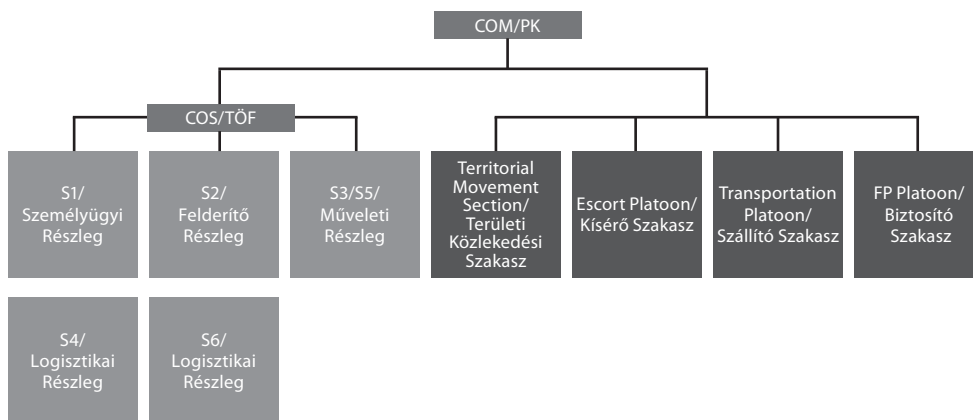 COM/PK
COS/TÖF
S1/
Személyügyi
Részleg
S2/
Felderítő
Részleg
S3/S5/
Műveleti
Részleg
Territorial
Movement
Section/
Területi
Közlekedési
Szakasz
Escort Platoon/
Kísérő Szakasz
Transportation
Platoon/
Szállító Szakasz
FP Platoon/
Biztosító
Szakasz
S4/
Logisztikai
Részleg
S6/
Logisztikai
Részleg